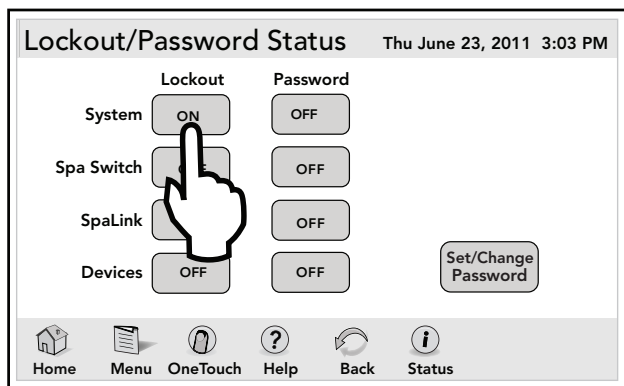 Lockout/Password Status Thu June 23, 2011 3:03 PM
Lockout Password
System ON OFF
Spa Switch OFF
SpaLink OFF
Devices OFF OFF
Set/Change
Password
? i
Home Menu OneTouch Help Back Status